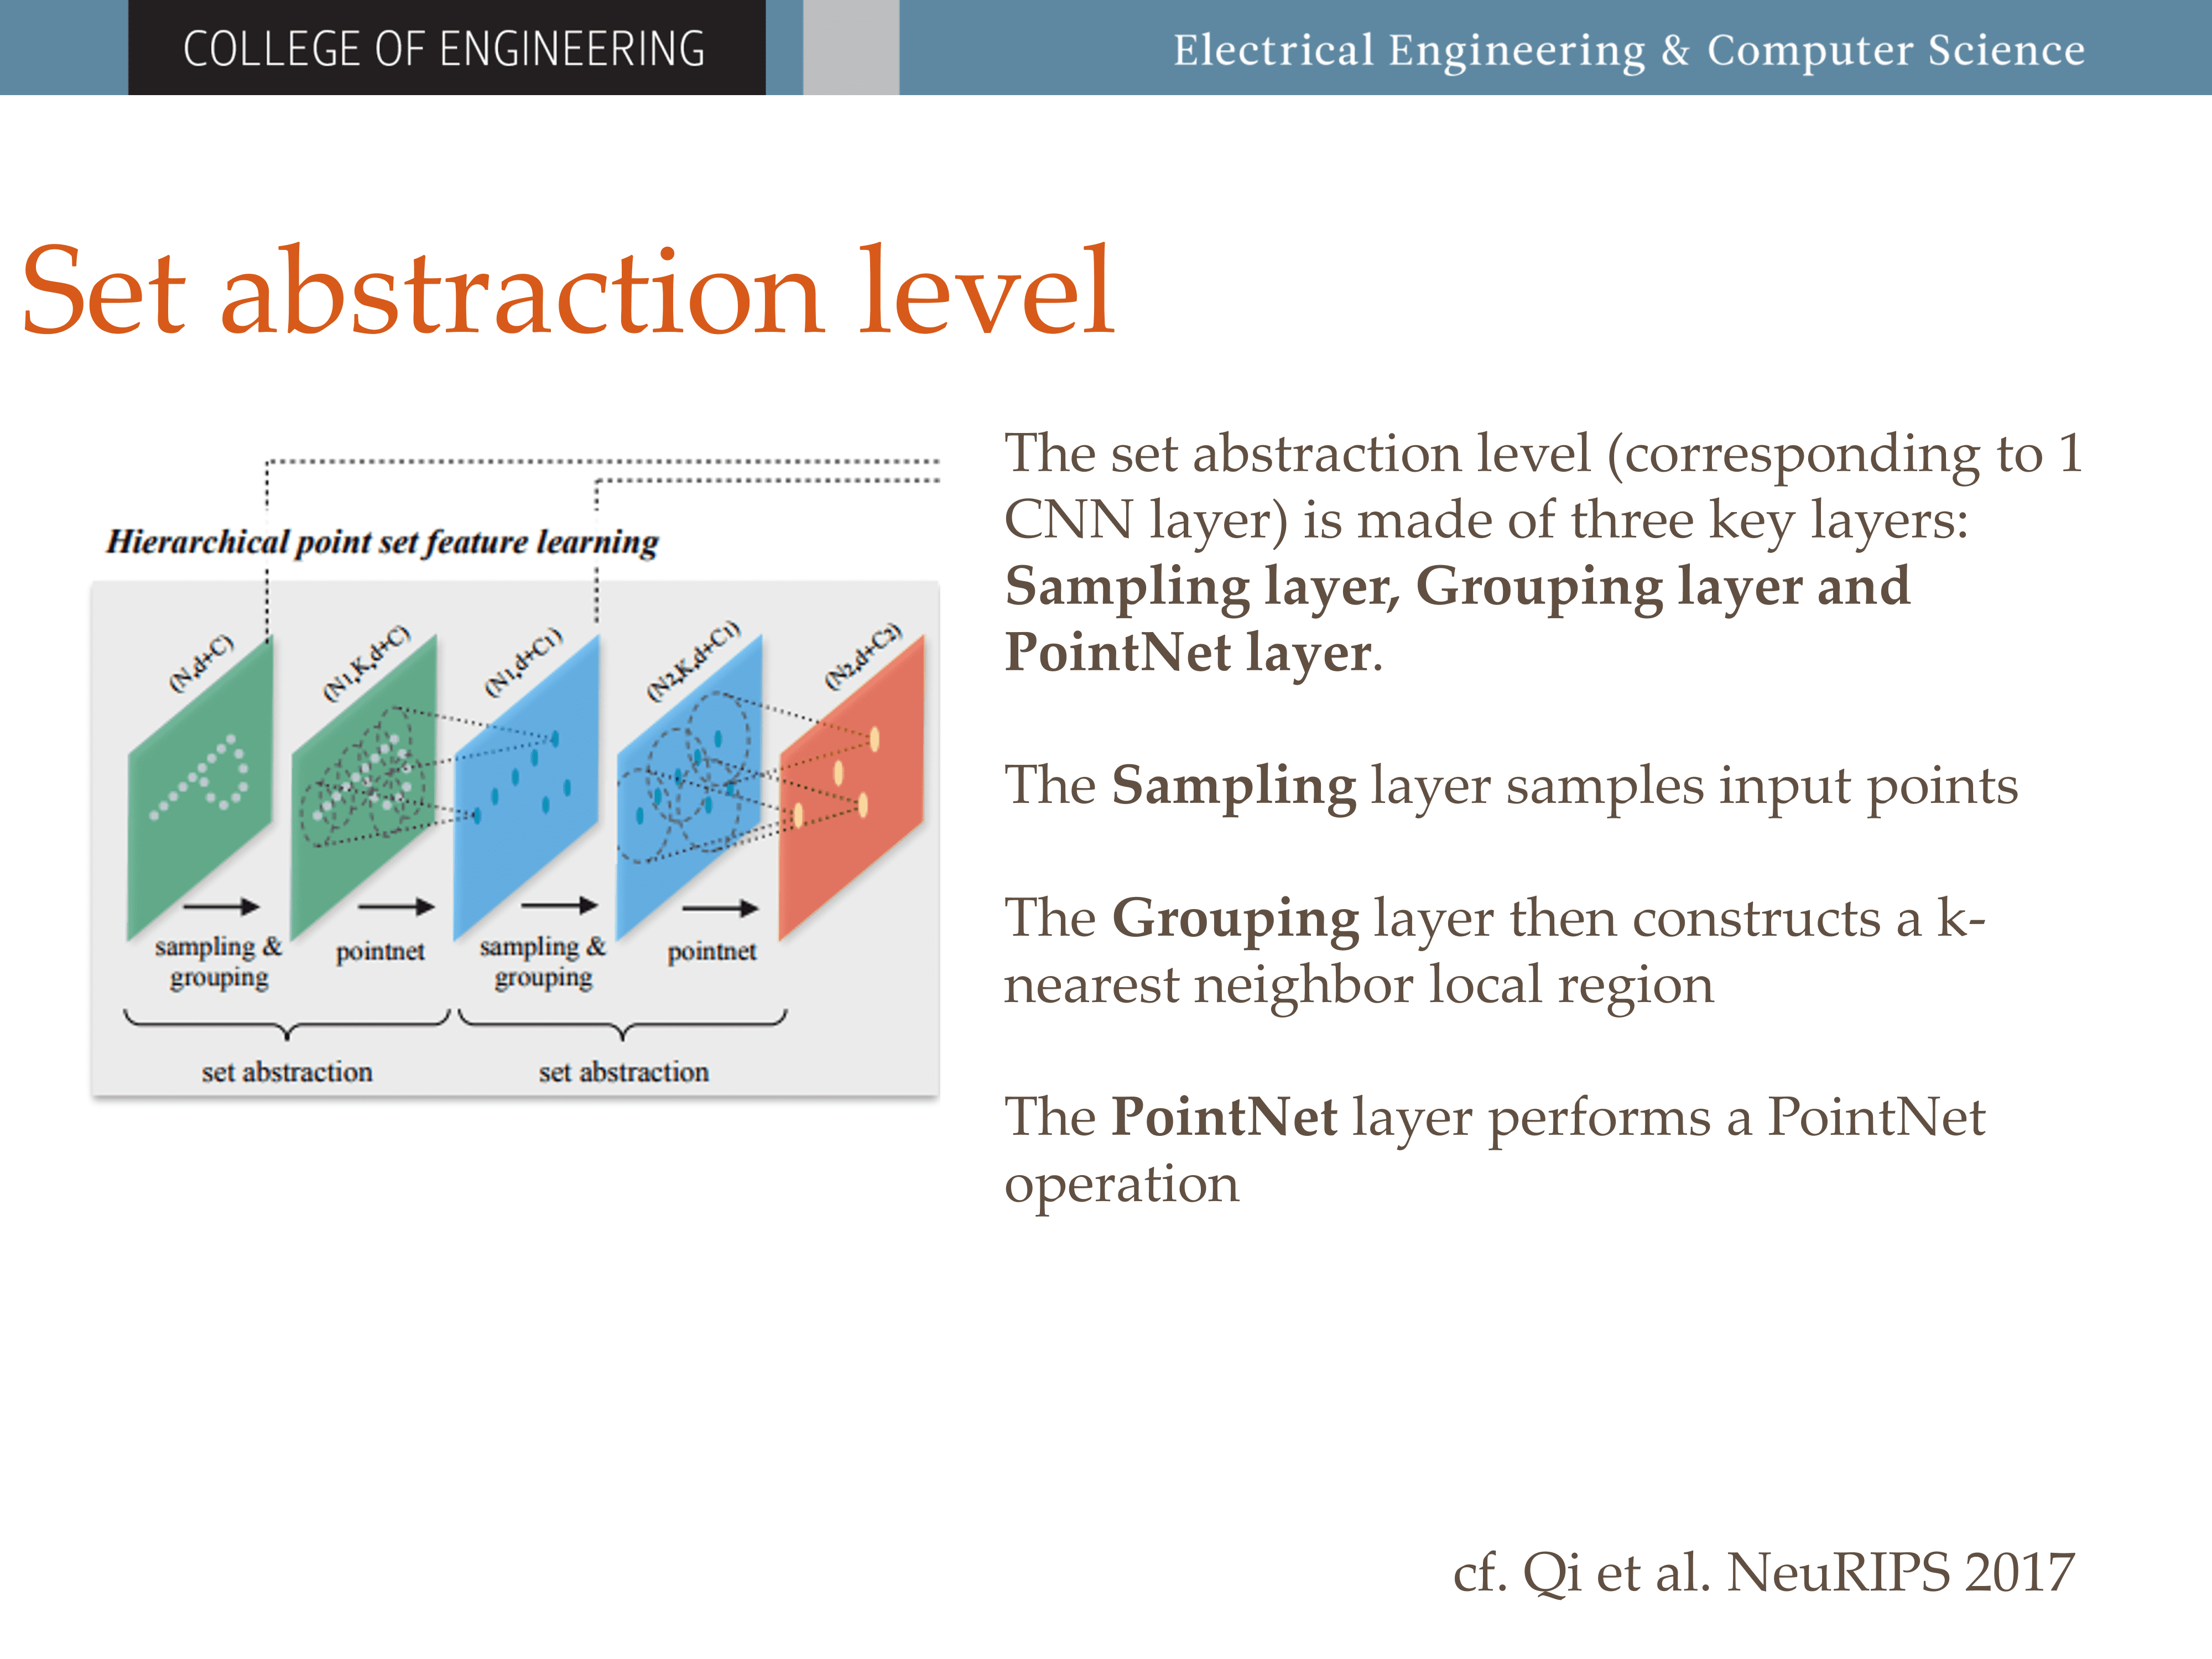 COLLEGE OF ENGINEERING
Electrical Engineering & Computer Science
Set abstraction level
Hierarchical point set feature learning
(N,d+C)
(N1,K,d+C)
(N1,d+C1)
(N2,K,d+C1)
(N2,d+C2)
sampling &
grouping
pointnet
sampling &
grouping
pointnet
set abstraction
set abstraction
The set abstraction level (corresponding to 1
CNN layer) is made of three key layers:
Sampling layer, Grouping layer and
PointNet layer.
The Sampling layer samples input points
The Grouping layer then constructs a k-
nearest neighbor local region
The PointNet layer performs a PointNet
operation
cf. Qi et al. NeuRIPS 2017